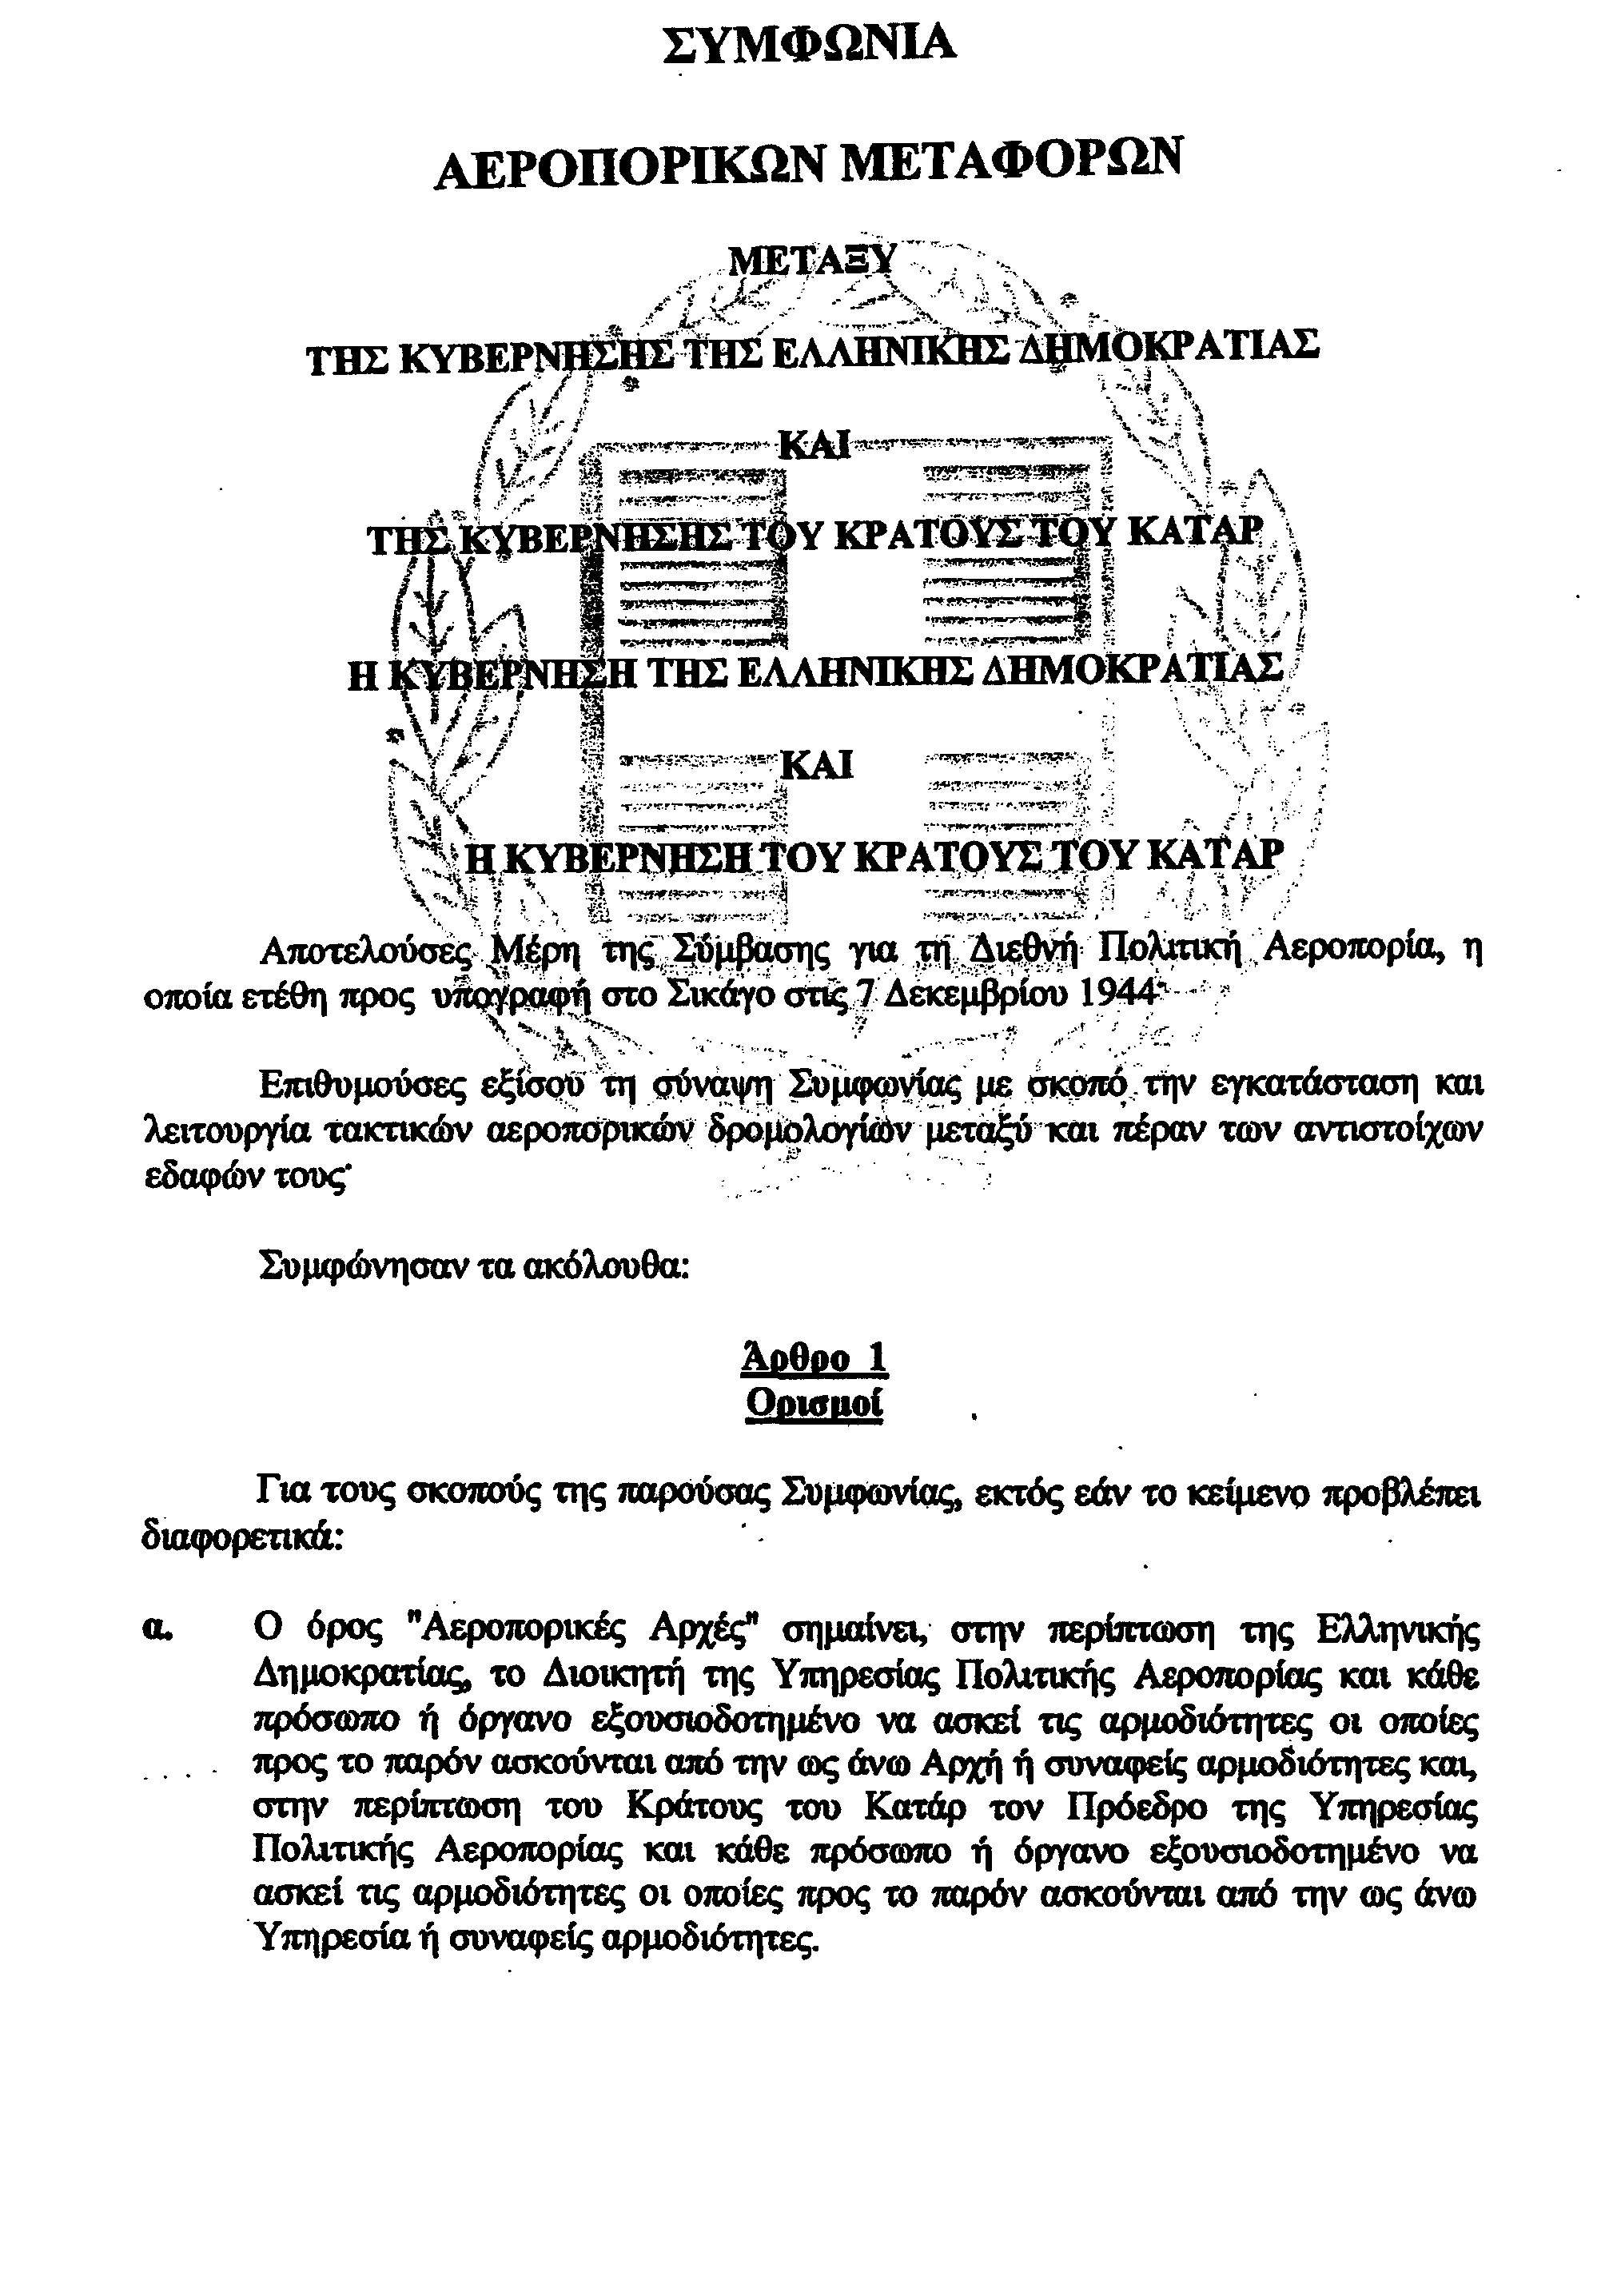 ΣΥΜΦΩΝΙΑ
ΑΕΡΟΠΟΡΙΚΩΝ ΜΕΤΑΦΟΡΩΝ
ΜΕΤΑΞΥ
ΤΗΣ ΚΥΒΕΡΝΗΣΗΣ ΤΗΣ ΕΛΛΗΝΙΚΗΣ ΔΗΜΟΚΡΑΤΙΑΣ
ΚΑΙ
ΤΗΣ ΚΥΒΕΡΝΗΣΗΣ ΤΟΥ ΚΡΑΤΟΥΣ ΤΟΥ ΚΑΤΑΡ
Η ΚΥΒΕΡΝΗΣΗ ΤΗΣ ΕΛΛΗΝΙΚΗΣ ΔΗΜΟΚΡΑΤΙΑΣ
ΚΑΙ
Η ΚΥΒΕΡΝΗΣΗ ΤΟΥ ΚΡΑΤΟΥΣ ΤΟΥ ΚΑΤΑΡ
Αποτελούσες Μέρη της Σύμβασης για τη Διεθνή Πολιτική Αεροπορία, η
οποία ετέθη προς υπογραφή στο Σικάγο στις 7 Δεκεμβρίου 1944·
Επιθυμούσες εξίσου τη σύναψη Συμφωνίας με σκοπό την εγκατάσταση και
λειτουργία τακτικών αεροπορικών δρομολογίων μεταξύ και πέραν των αντιστοίχων
εδαφών τους·
Συμφώνησαν τα ακόλουθα:
Άρθρο 1
Ορισμοί
Για τους σκοπούς της παρούσας Συμφωνίας, εκτός εάν το κείμενο προβλέπει
διαφορετικά:
α. Ο όρος "Αεροπορικές Αρχές" σημαίνει, στην περίπτωση της Ελληνικής
Δημοκρατίας, το Διοικητή της Υπηρεσίας Πολιτικής Αεροπορίας και κάθε
πρόσωπο ή όργανο εξουσιοδοτημένο να ασκεί τις αρμοδιότητες οι οποίες
προς το παρόν ασκούνται από την ως άνω Αρχή ή συναφείς αρμοδιότητες και,
στην περίπτωση του Κράτους του Κατάρ τον Πρόεδρο της Υπηρεσίας
Πολιτικής Αεροπορίας και κάθε πρόσωπο ή όργανο εξουσιοδοτημένο να
ασκεί τις αρμοδιότητες οι οποίες προς το παρόν ασκούνται από την ως άνω
Υπηρεσία ή συναφείς αρμοδιότητες.